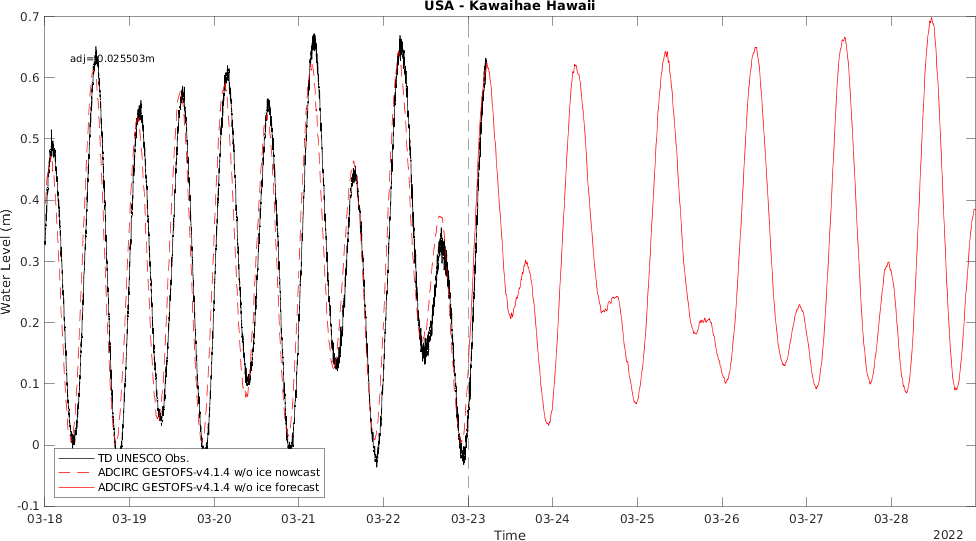 USA - Kawaihae Hawaii
0.7
0.6
0.5
0.4
0.3
0.2
0.1
0
-0.1
Water Level (m)
adj=-0.025503m
TD UNESCO Obs.
ADCIRC GESTOFS-v4.1.4 w/o ice nowcast
ADCIRC GESTOFS-v4.1.4 w/o ice forecast
03-18 03-19 03-20 03-21 03-22 03-23 03-24 03-25 03-26 03-27 03-28
Time
2022